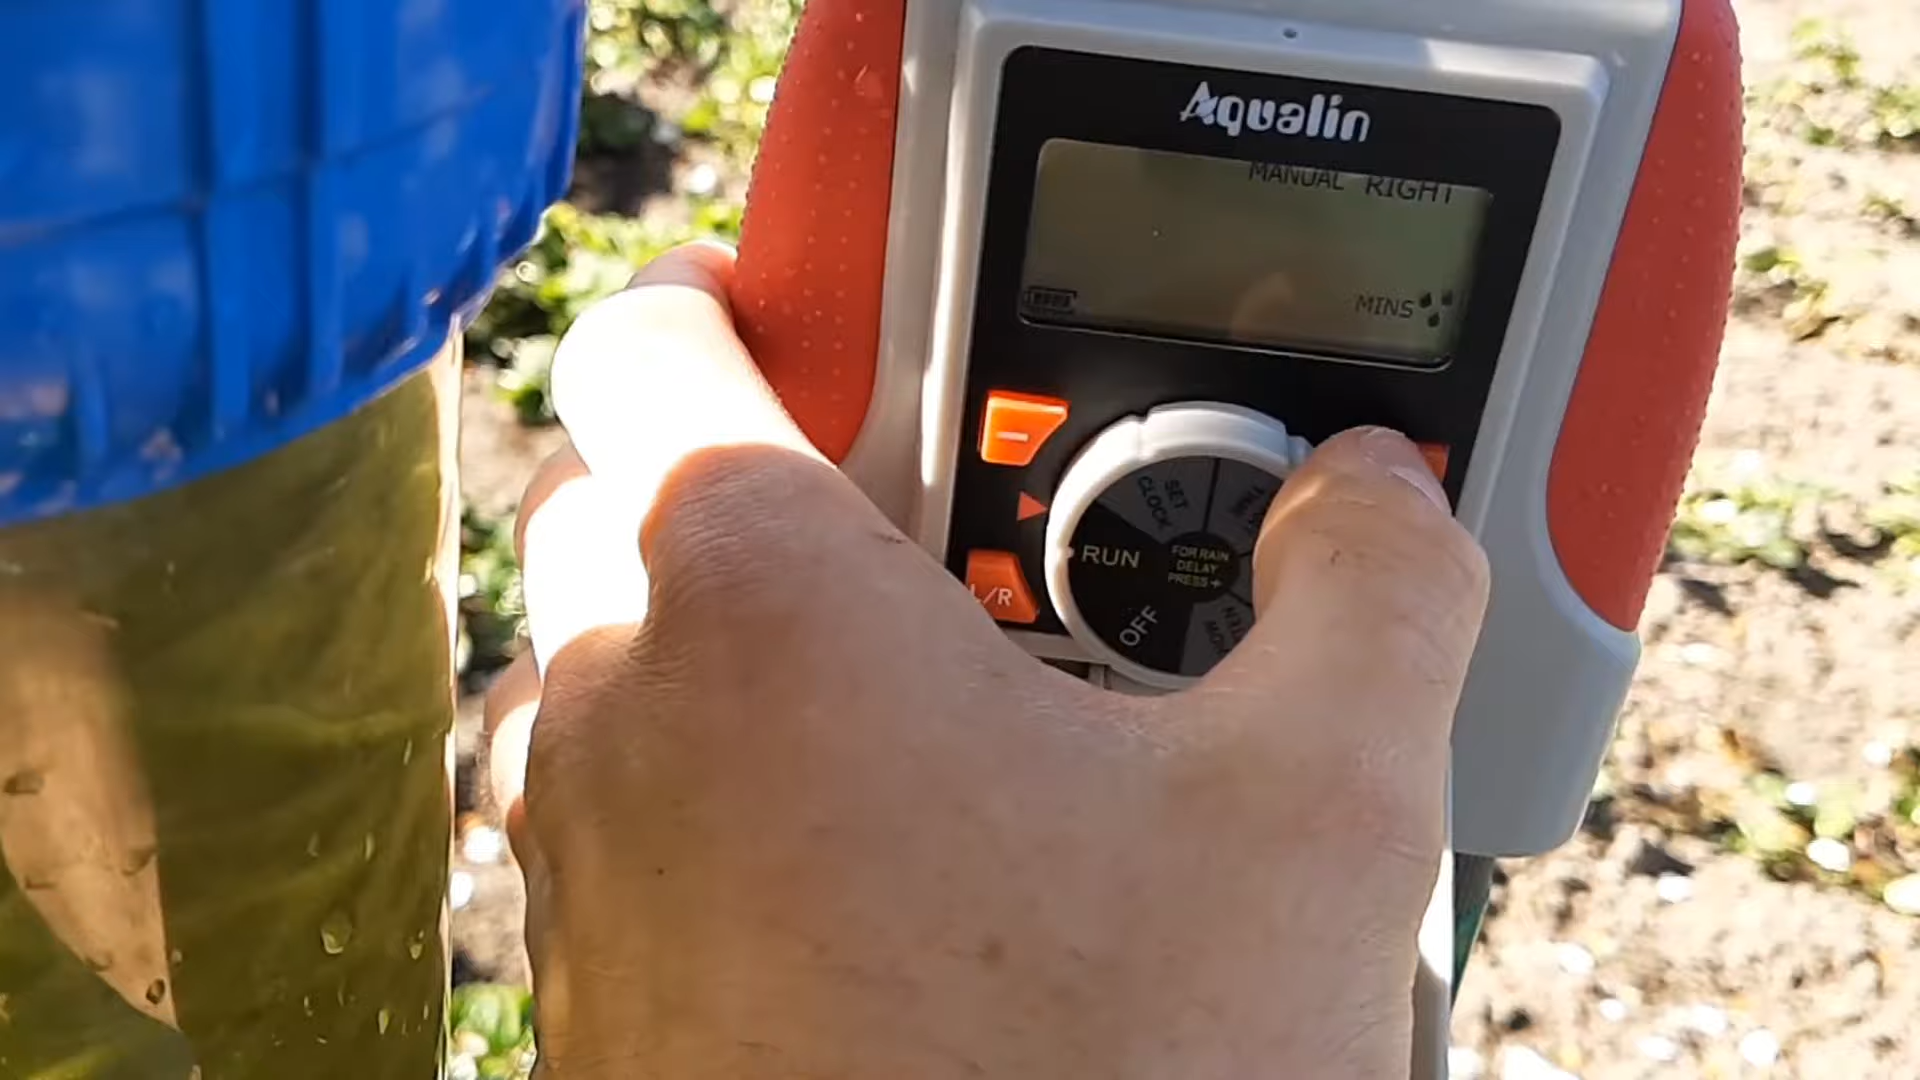 Aqualin
MANUAL RIGHT
MINS
-
SET
CLOCK
RUN
FOR RAIN
DELAY
PRESS +
L/R
OFF